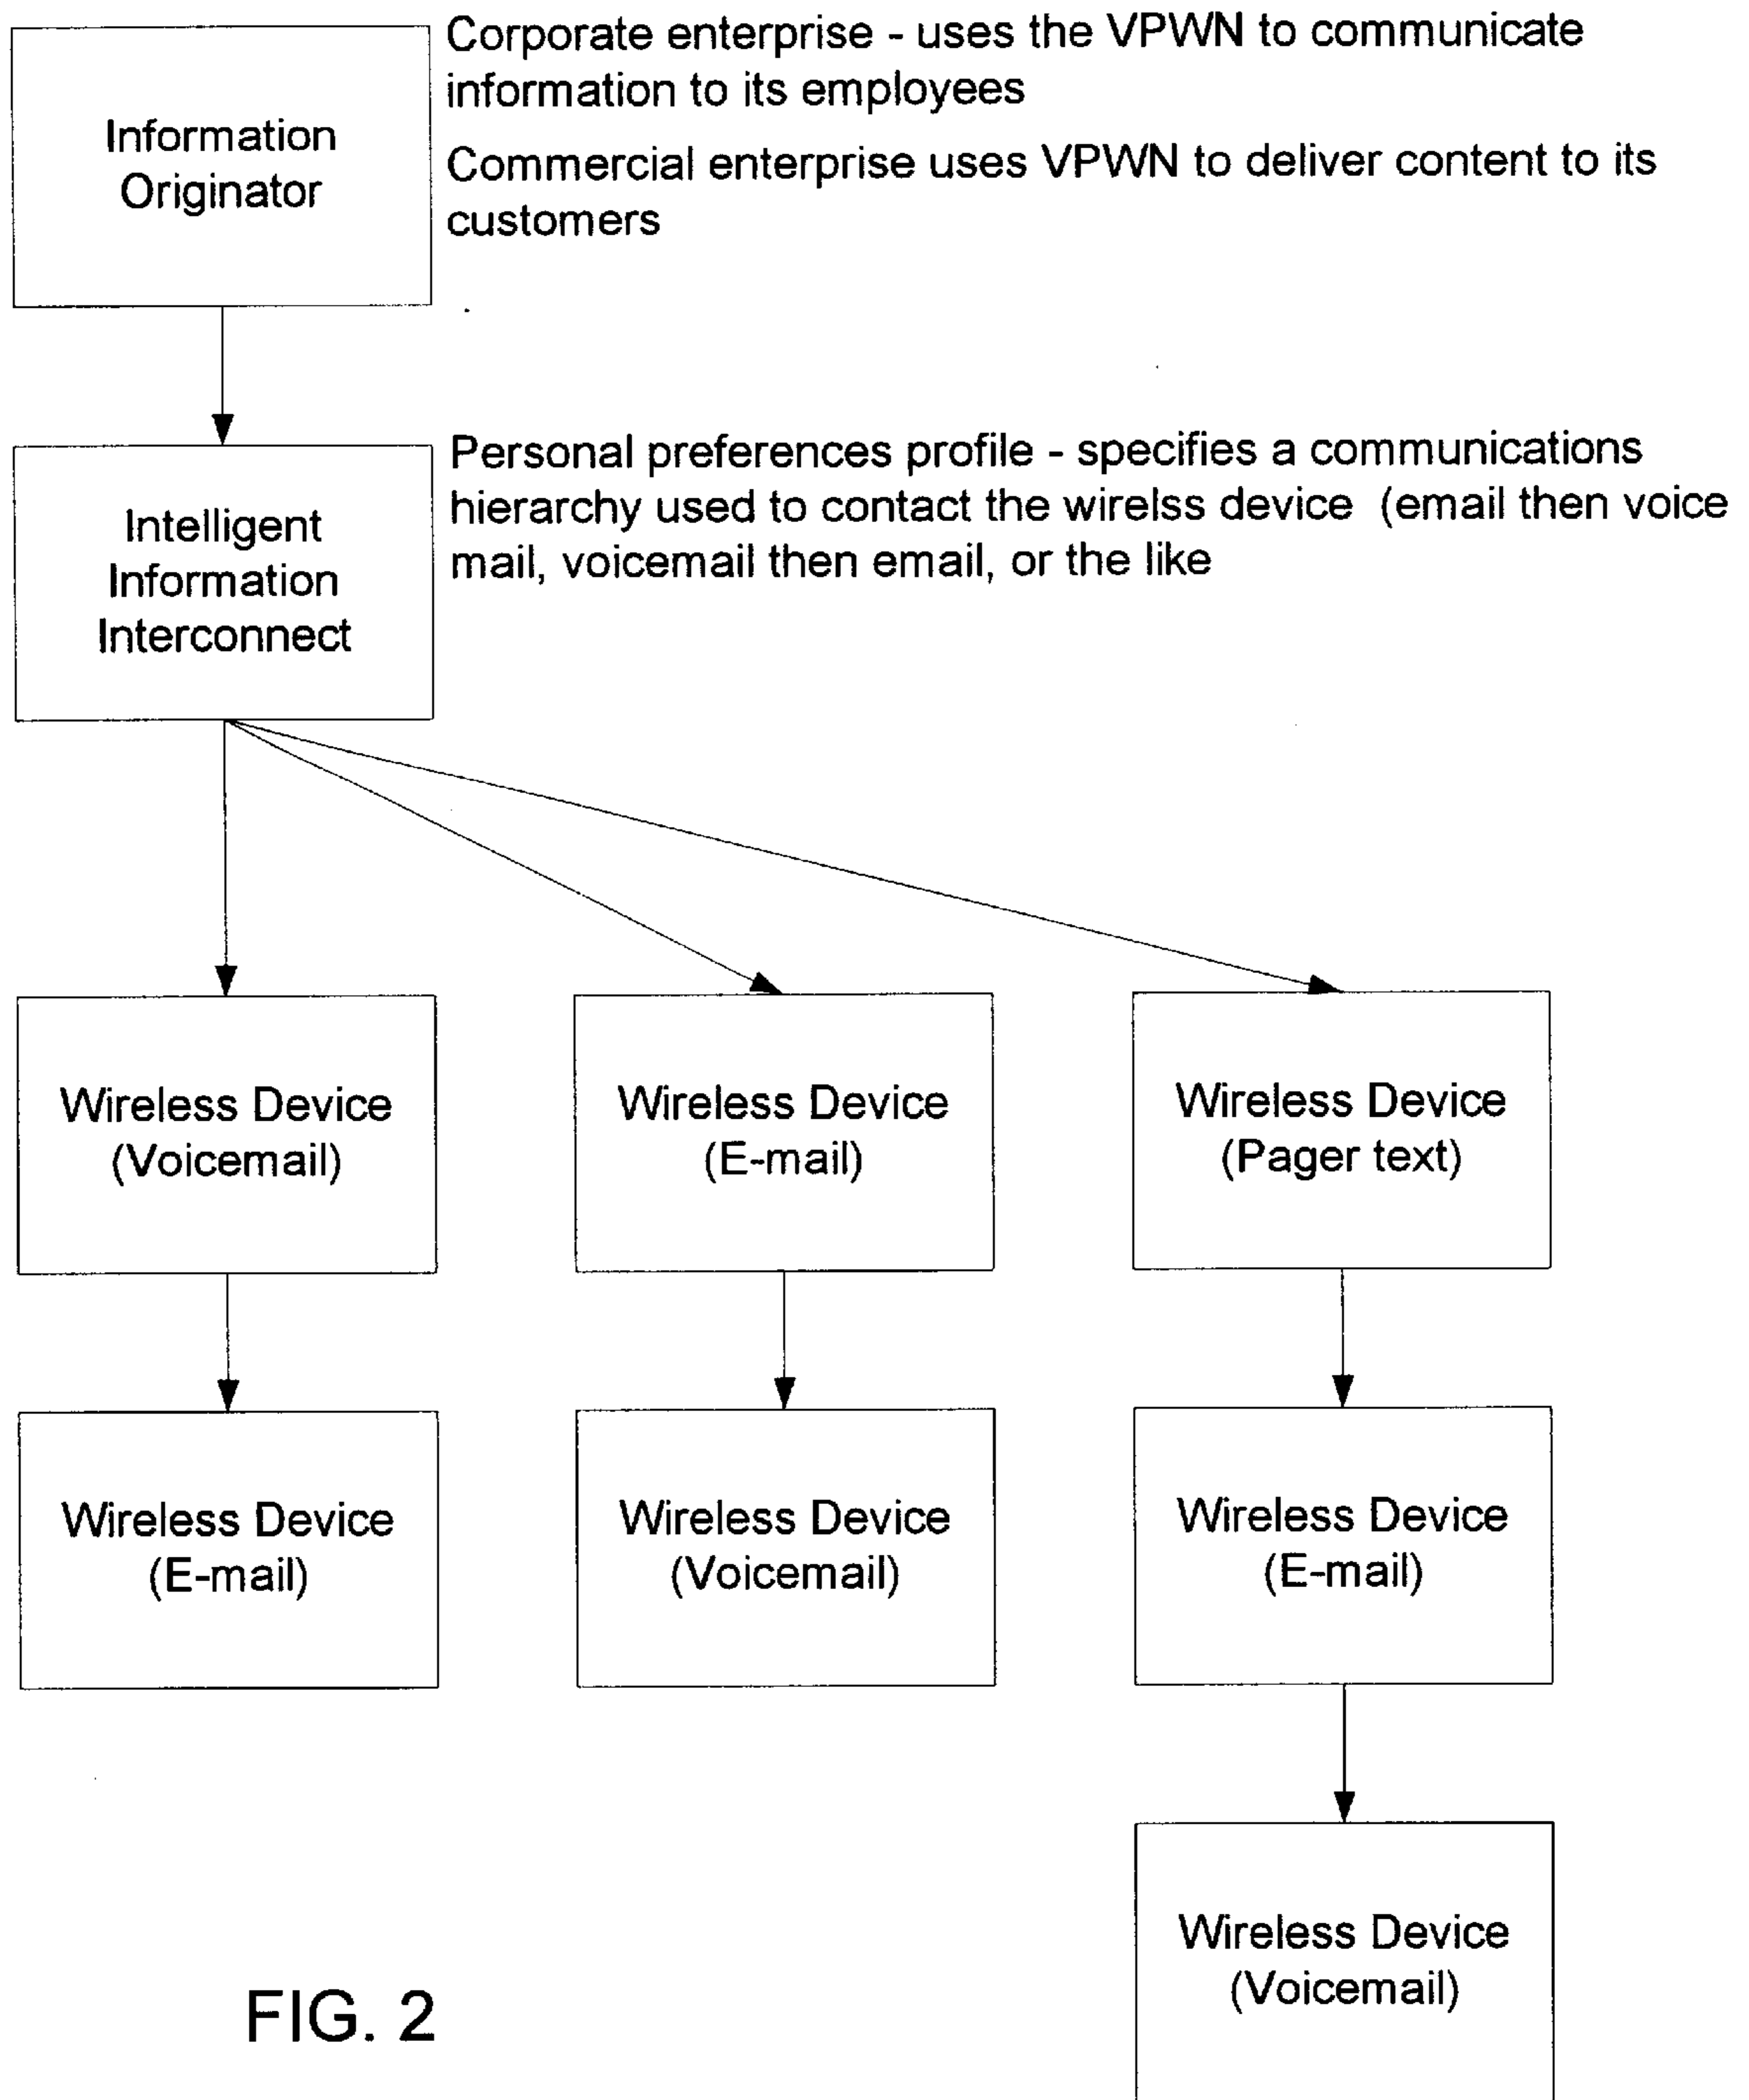 Corporate enterprise - uses the VPWN to communicate
information to its employees
Information
Originator
Commercial enterprise uses VPWN to deliver content to its
customers
Personal preferences profile - specifies a communications
hierarchy used to contact the wirelss device (email then voice
mail, voicemail then email, or the like
Intelligent
Information
Interconnect
Wireless Device
(Voicemail)
Wireless Device
(E-mail)
Wireless Device
(Pager text)
Wireless Device
(E-mail)
Wireless Device
(Voicemail)
Wireless Device
(E-mail)
Wireless Device
(Voicemail)
FIG. 2